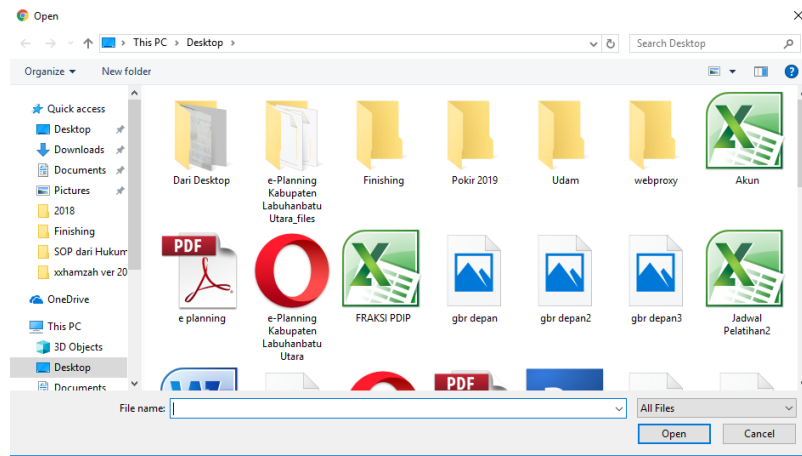 Open
This PC
Desktop
Search Desktop
Organize
New folder
Quick access
Desktop
Downloads
Documents
Pictures
2018
Finishing
SOP dari Hukum
xxhamzah ver 20
OneDrive
This PC
3D Objects
Desktop
Documents
Dari Desktop
e-Planning
Kabupaten
Labuhanbatu
Utara_files
Finishing
Pokir 2019
Udam
webproxy
Akun
PDF
e planning
e-Planning
Kabupaten
Labuhanbatu
Utara
FRAKSI PDIP
gbr depan
gbr depan2
gbr depan3
Jadwal
Pelatihan2
PDF
File name:
All Files
Open
Cancel